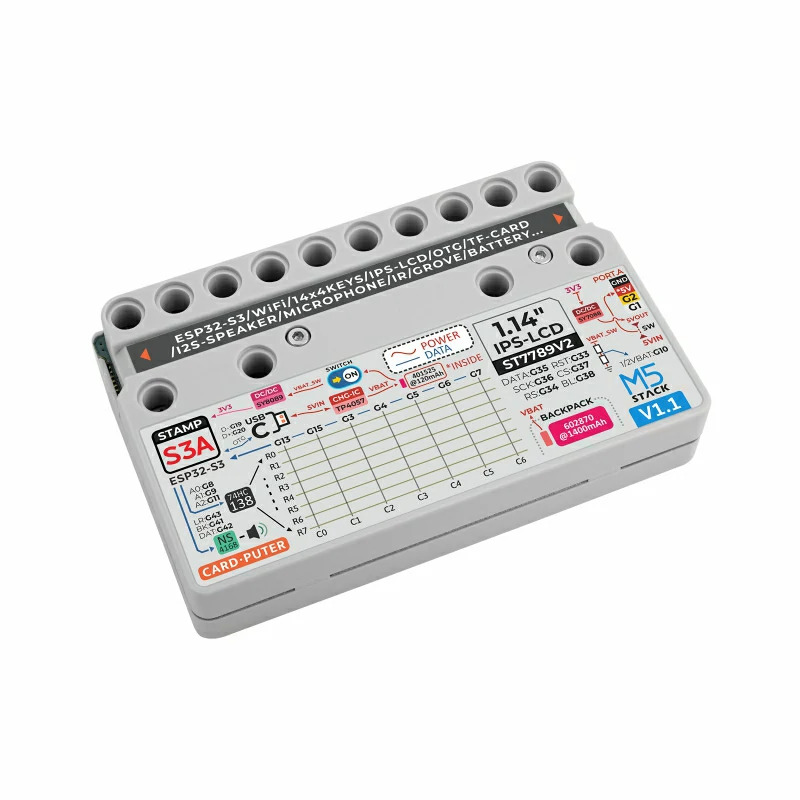 ESP32-S3/WiFi/14x4KEYS/IPS-LCD/OTG/TF-CARD
/I2S-SPEAKER/MICROPHONE/IR/GROVE/BATTERY...
STAMP
S3A
ESP32-S3
3V3
DC/DC
SY8089
VBAT_SW
SWITCH
ON
D-:G19
D+:G20
OTG
USB
C
5VIN
CHG-IC
TP4057
VBAT
401525
@120mAh
*INSIDE
POWER
DATA
1.14"
IPS-LCD
ST7789V2
DATA:G35 RST:G33
SCK:G36 CS:G37
RS:G34 BL:G38
PORT.A
GND
*5V
G2
G1
3V3
DC/DC
SY7088
5VOUT
SW
5VIN
VBAT_SW
1/2VBAT:G10
M5
STACK
V1.1
VBAT
BACKPACK
602870
@1400mAh
G13 G15 G3 G4 G5 G6 G7
A0:G8
A1:G9
A2:G11
74HC
138
R0
R1
R2
R3
R4
R5
R6
R7
C0 C1 C2 C3 C4 C5 C6
LR:G43
BK:G41
DAT:G42
NS
4168
CARD-PUTER